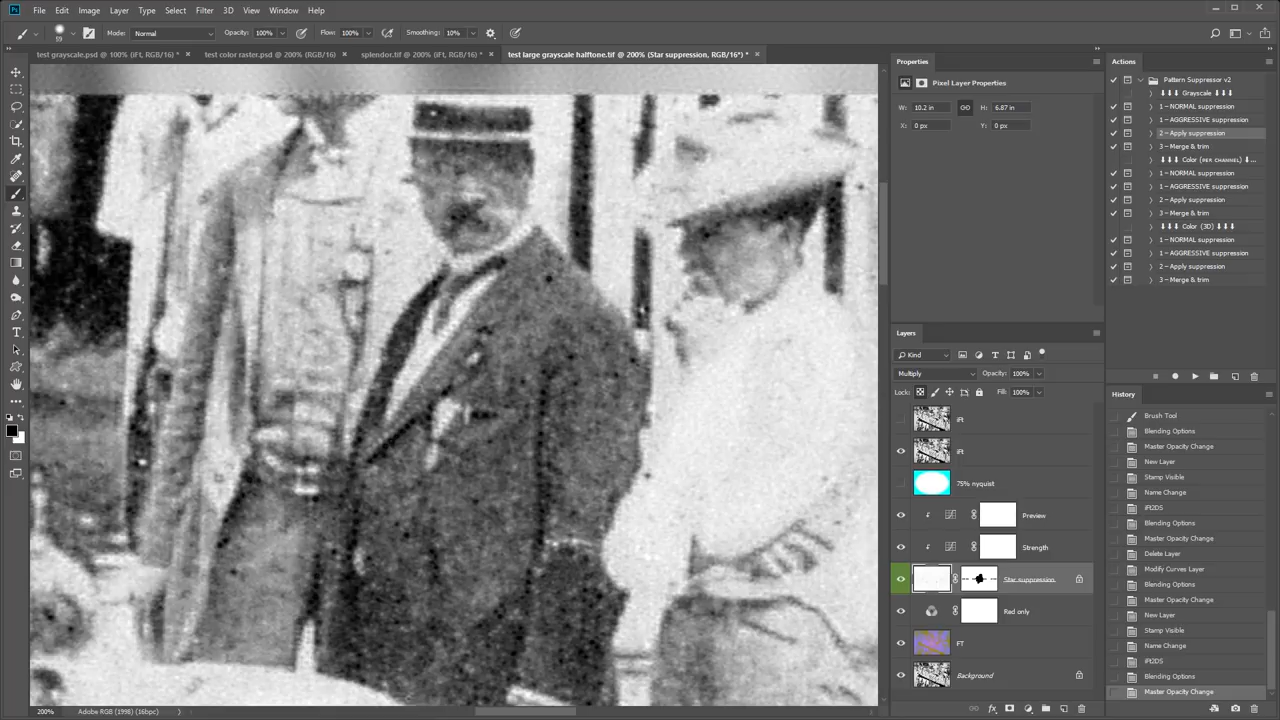 Ps File Edit Image Layer Type Select Filter 3D View Window Help
59 Mode: Normal Opacity: 100% Flow: 100% Smoothing: 10%
test grayscale.psd @ 100% (iFt, RGB/16) * × test color raster.psd @ 200% (RGB/16) × splendor.tif @ 200% (iFt, RGB/16) * × test large grayscale halftone.tif @ 200% (Star suppression, RGB/16*) * ×
Properties
Pixel Layer Properties
W: 10.2 in H: 6.87 in
X: 0 px Y: 0 px
Layers
Kind
Multiply Opacity: 100%
Lock: Fill: 100%
iFt
iFt
75% nyquist
Preview
Strength
Star suppression
Red only
FT
Background
Actions
Pattern Suppressor v2
⇓⇓⇓ Grayscale ⇓⇓⇓
1 – NORMAL suppression
1 – AGGRESSIVE suppression
2 – Apply suppression
3 – Merge & trim
⇓⇓⇓ Color (PER CHANNEL) ⇓...
1 – NORMAL suppression
1 – AGGRESSIVE suppression
2 – Apply suppression
3 – Merge & trim
⇓⇓⇓ Color (3D) ⇓⇓⇓
1 – NORMAL suppression
1 – AGGRESSIVE suppression
2 – Apply suppression
3 – Merge & trim
History
Brush Tool
Blending Options
Master Opacity Change
New Layer
Stamp Visible
Name Change
iFt2DS
Blending Options
Master Opacity Change
Delete Layer
Modify Curves Layer
Blending Options
Master Opacity Change
New Layer
Stamp Visible
Name Change
iFt2DS
Blending Options
Master Opacity Change
200% Adobe RGB (1998) (16bpc)